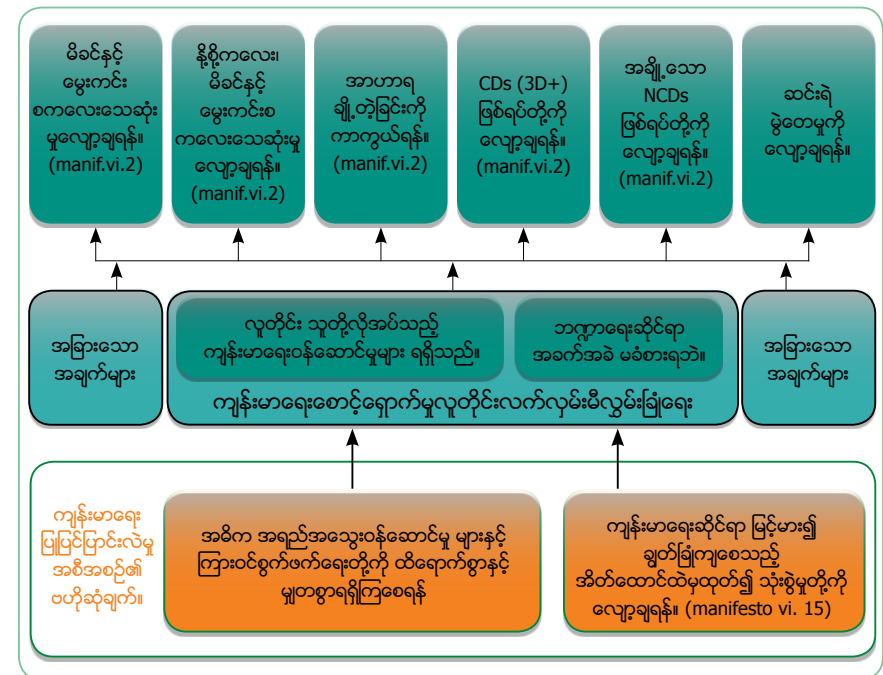 မိခင်နှင့်
မွေးကင်း
စကလေးသေဆုံး
မှုလျော့ချရန်။
(manif.vi.2)
နို့စို့ကလေး၊
မိခင်နှင့်
မွေးကင်းစ
ကလေးသေဆုံးမှု
လျော့ချရန်။
(manif.vi.2)
အာဟာရ
ချို့တဲ့ခြင်းကို
ကာကွယ်ရန်။
(manif.vi.2)
CDs (3D+)
ဖြစ်ရပ်တို့ကို
လျော့ချရန်။
(manif.vi.2)
အချို့သော
NCDs
ဖြစ်ရပ်တို့ကို
လျော့ချရန်။
(manif.vi.2)
ဆင်းရဲ
မွဲတေမှုကို
လျော့ချရန်။
အခြားသော
အချက်များ
လူတိုင်း သူတို့လိုအပ်သည့်
ကျန်းမာရေးဝန်ဆောင်မှုများ ရရှိသည်။
ဘဏ္ဍာရေးဆိုင်ရာ
အခက်အခဲ မခံစားရဘဲ။
ကျန်းမာရေးစောင့်ရှောက်မှုလူတိုင်းလက်လှမ်းမီလွှမ်းခြုံရေး
အခြားသော
အချက်များ
ကျန်းမာရေး
ပြုပြင်ပြောင်းလဲမှု
အစီအစဉ်၏
ဗဟိုဆုံချက်။
အဓိက အရည်အသွေးဝန်ဆောင်မှု များနှင့်
ကြားဝင်စွက်ဖက်ရေးတို့ကို ထိရောက်စွာနှင့်
မျှတစွာရရှိကြစေရန်
ကျန်းမာရေးဆိုင်ရာ မြင့်မား၍
ချွတ်ခြုံကျစေသည့်
အိတ်ထောင်ထဲမှထုတ်၍ သုံးစွဲမှုတို့ကို
လျော့ချရန်။ (manifesto vi. 15)